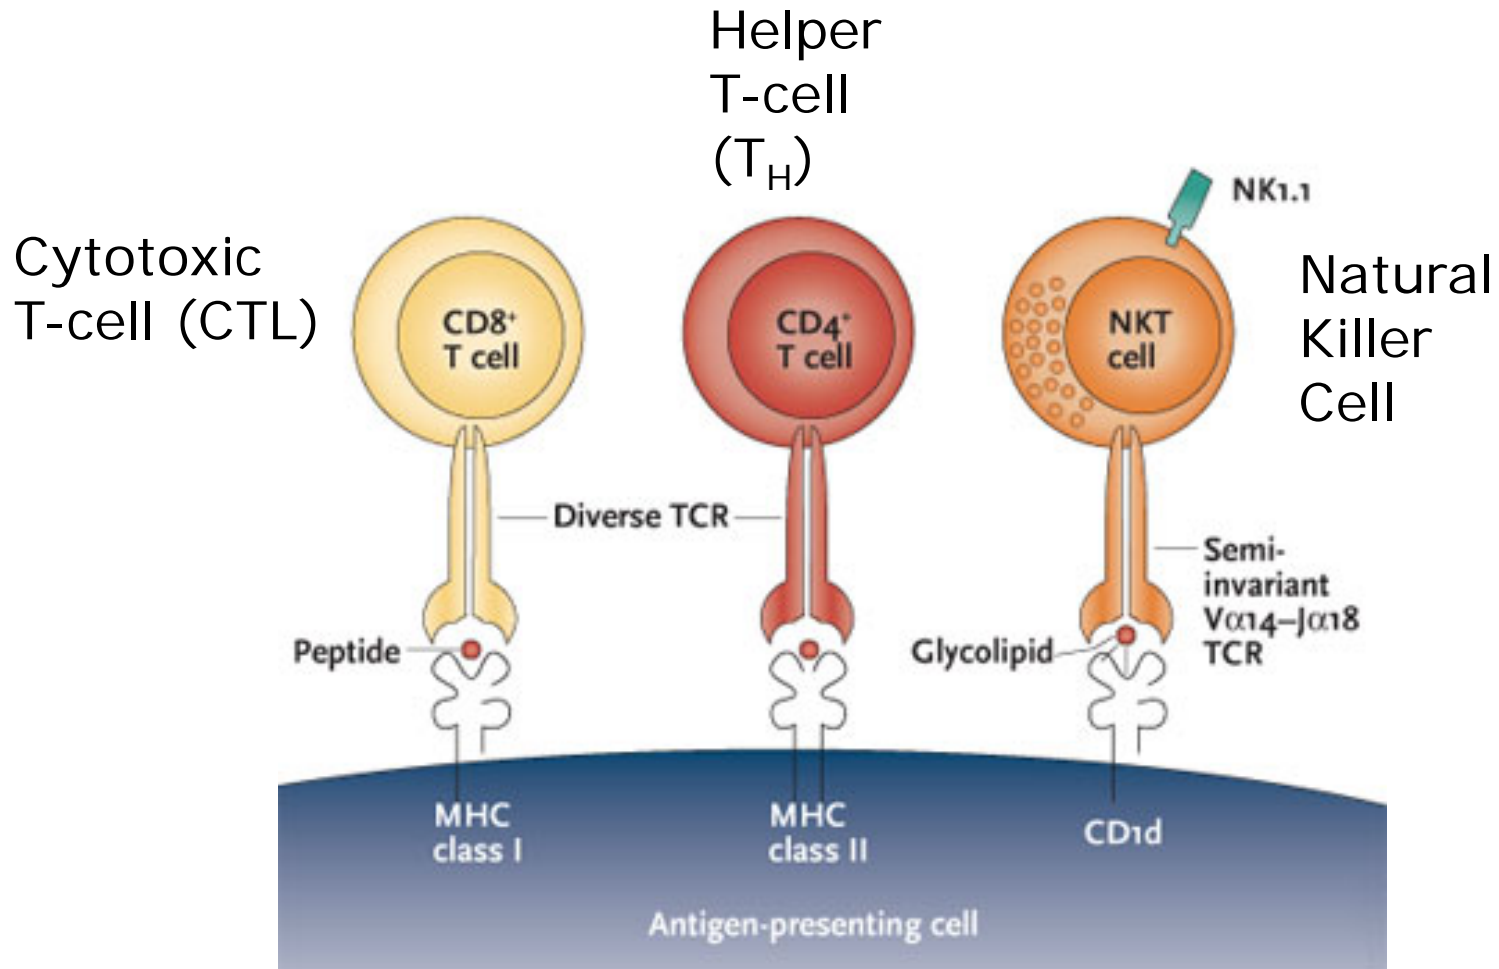 Helper
T-cell
(T_H)
NK1.1
Cytotoxic
T-cell (CTL)
Natural
Killer
Cell
CD8⁺
T cell
CD4⁺
T cell
NKT
cell
Diverse TCR
Semi-
invariant
Vα14–Jα18
TCR
Peptide
Glycolipid
MHC
class I
MHC
class II
CD1d
Antigen-presenting cell